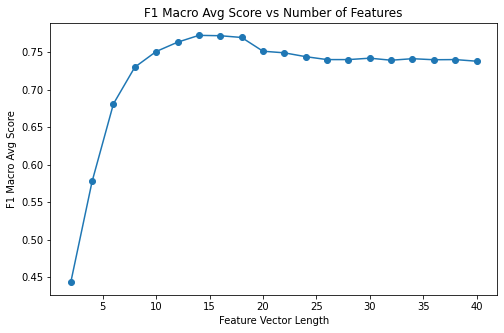 F1 Macro Avg Score vs Number of Features
F1 Macro Avg Score
0.75
0.70
0.65
0.60
0.55
0.50
0.45
5 10 15 20 25 30 35 40
Feature Vector Length